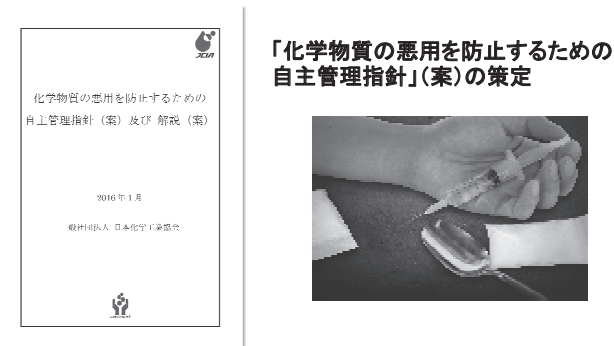 JCIA
化学物質の悪用を防止するための
自主管理指針（案）及び 解説（案）
2016年1月
一般社団法人 日本化学工業協会
「化学物質の悪用を防止するための
自主管理指針」（案）の策定